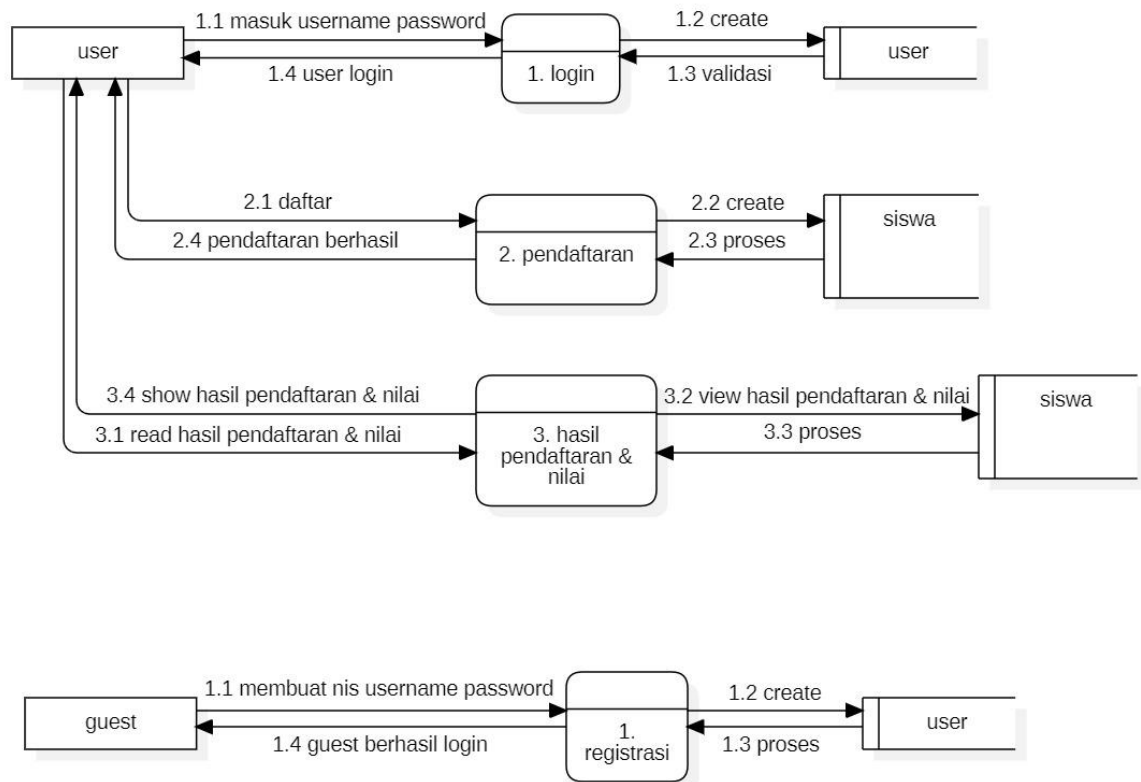 1.1 masuk username password
1.2 create
user
1. login
user
1.4 user login
1.3 validasi
2.1 daftar
2.2 create
siswa
2.4 pendaftaran berhasil
2. pendaftaran
2.3 proses
3.4 show hasil pendaftaran & nilai
3.2 view hasil pendaftaran & nilai
siswa
3.1 read hasil pendaftaran & nilai
3. hasil
pendaftaran &
nilai
3.3 proses
1.1 membuat nis username password
1.2 create
guest
1.
registrasi
user
1.4 guest berhasil login
1.3 proses